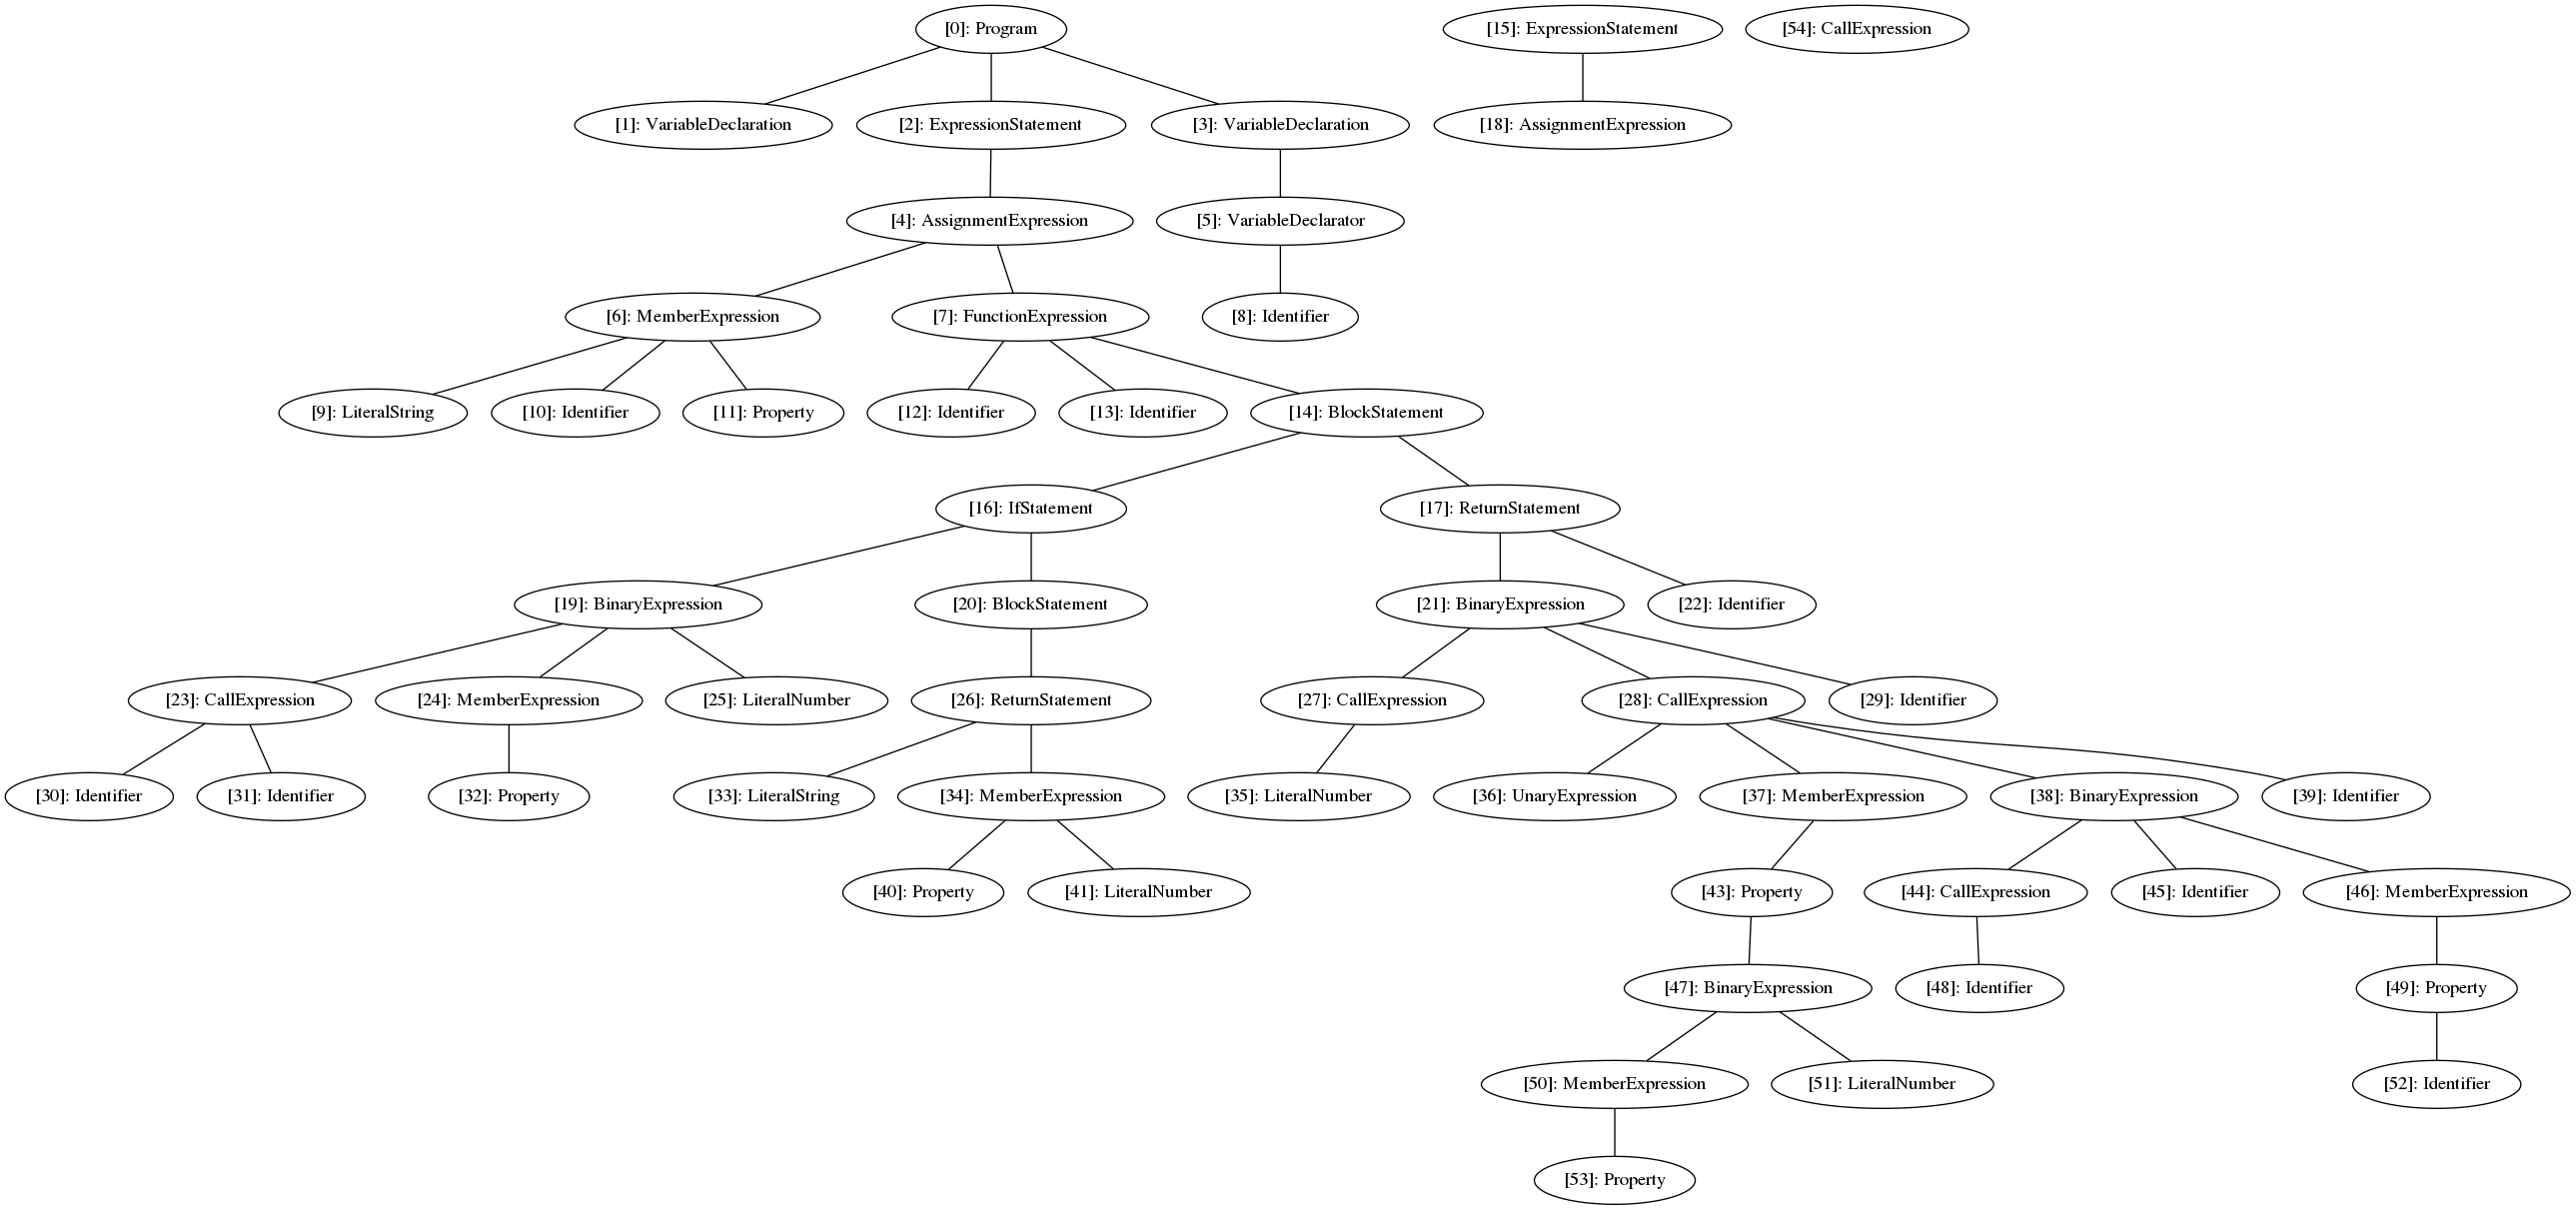 [0]: Program
[15]: ExpressionStatement
[54]: CallExpression
[1]: VariableDeclaration
[2]: ExpressionStatement
[3]: VariableDeclaration
[18]: AssignmentExpression
[4]: AssignmentExpression
[5]: VariableDeclarator
[6]: MemberExpression
[7]: FunctionExpression
[8]: Identifier
[9]: LiteralString
[10]: Identifier
[11]: Property
[12]: Identifier
[13]: Identifier
[14]: BlockStatement
[16]: IfStatement
[17]: ReturnStatement
[19]: BinaryExpression
[20]: BlockStatement
[21]: BinaryExpression
[22]: Identifier
[23]: CallExpression
[24]: MemberExpression
[25]: LiteralNumber
[26]: ReturnStatement
[27]: CallExpression
[28]: CallExpression
[29]: Identifier
[30]: Identifier
[31]: Identifier
[32]: Property
[33]: LiteralString
[34]: MemberExpression
[35]: LiteralNumber
[36]: UnaryExpression
[37]: MemberExpression
[38]: BinaryExpression
[39]: Identifier
[40]: Property
[41]: LiteralNumber
[43]: Property
[44]: CallExpression
[45]: Identifier
[46]: MemberExpression
[47]: BinaryExpression
[48]: Identifier
[49]: Property
[50]: MemberExpression
[51]: LiteralNumber
[52]: Identifier
[53]: Property